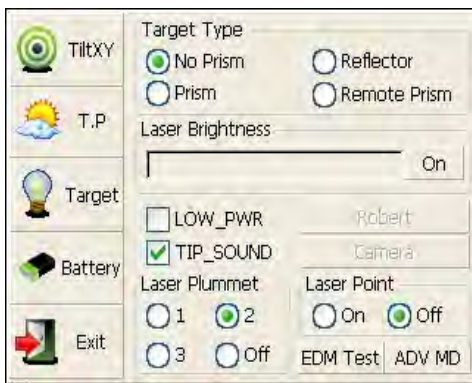 TiltXY
T.P
Target
Battery
Exit
Target Type
No Prism
Reflector
Prism
Remote Prism
Laser Brightness
On
LOW_PWR
Robert
TIP_SOUND
Camera
Laser Plummet
1
2
3
Off
Laser Point
On
Off
EDM Test
ADV MD